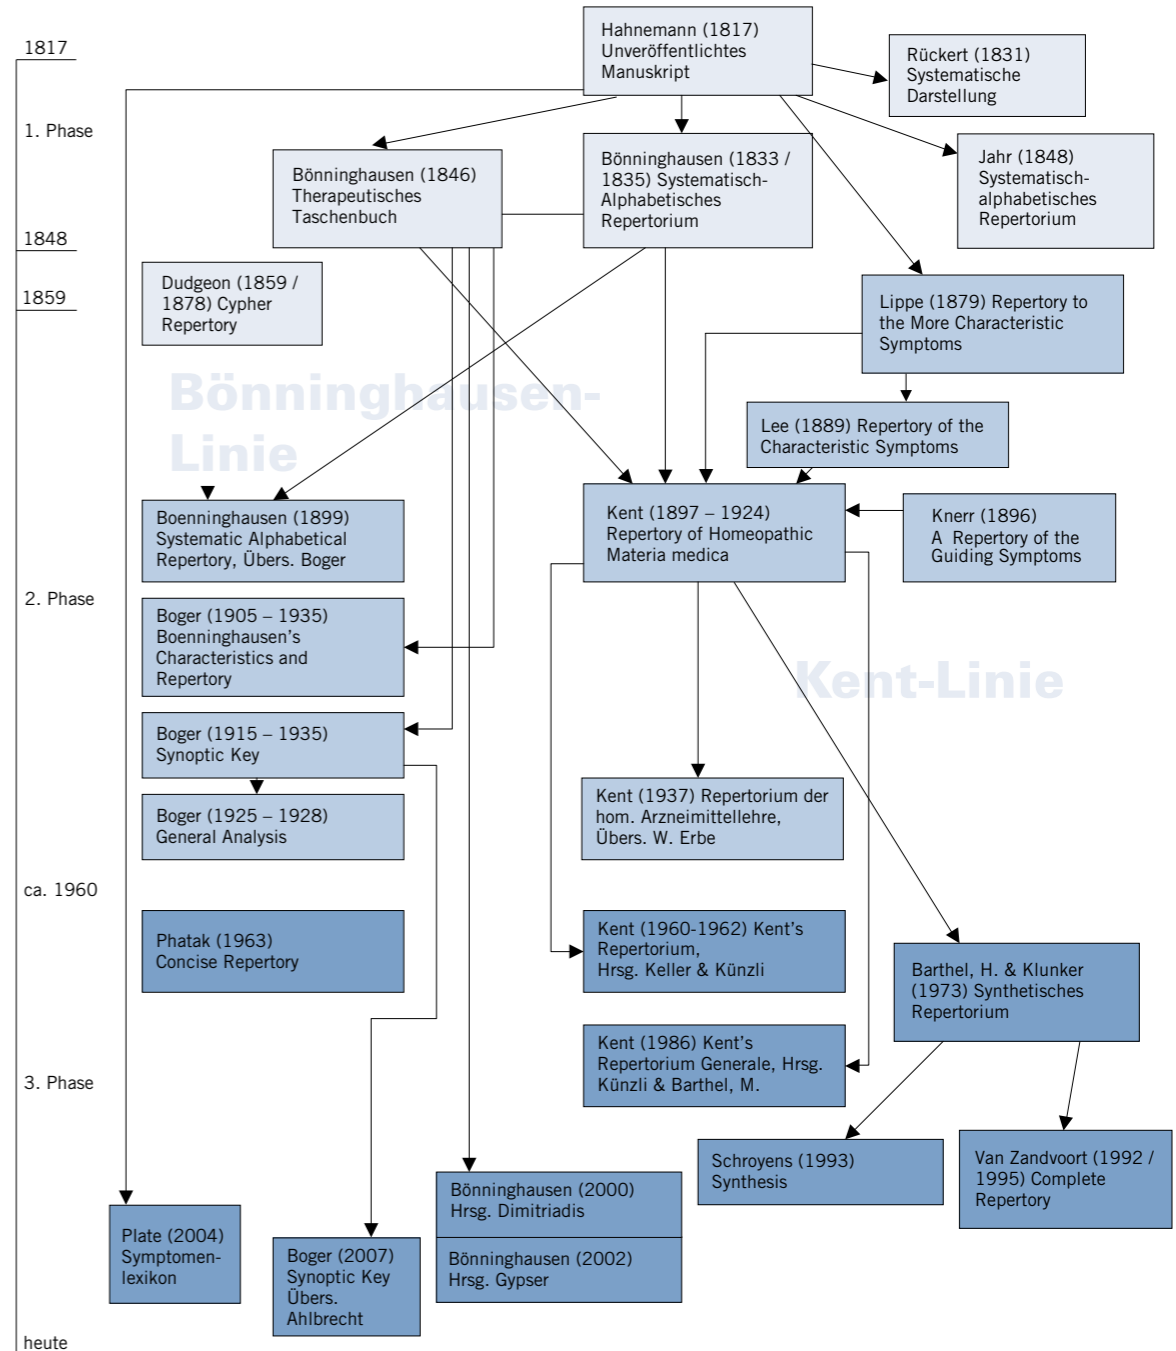 1817
1. Phase
1848
1859
2. Phase
ca. 1960
3. Phase
heute
Hahnemann (1817)
Unveröffentlichtes
Manuskript
Rückert (1831)
Systematische
Darstellung
Bönninghausen (1846)
Therapeutisches
Taschenbuch
Bönninghausen (1833 /
1835) Systematisch-
Alphabetisches
Repertorium
Jahr (1848)
Systematisch-
alphabetisches
Repertorium
Dudgeon (1859 /
1878) Cypher
Repertory
Lippe (1879) Repertory to
the More Characteristic
Symptoms
Bönninghausen-
Linie
Lee (1889) Repertory of the
Characteristic Symptoms
Boenninghausen (1899)
Systematic Alphabetical
Repertory, Übers. Boger
Kent (1897 – 1924)
Repertory of Homeopathic
Materia medica
Knerr (1896)
A Repertory of the
Guiding Symptoms
Boger (1905 – 1935)
Boenninghausen's
Characteristics and
Repertory
Kent-Linie
Boger (1915 – 1935)
Synoptic Key
Boger (1925 – 1928)
General Analysis
Kent (1937) Repertorium der
hom. Arzneimittellehre,
Übers. W. Erbe
Phatak (1963)
Concise Repertory
Kent (1960-1962) Kent's
Repertorium,
Hrsg. Keller & Künzli
Barthel, H. & Klunker
(1973) Synthetisches
Repertorium
Kent (1986) Kent's
Repertorium Generale, Hrsg.
Künzli & Barthel, M.
Schroyens (1993)
Synthesis
Van Zandvoort (1992 /
1995) Complete
Repertory
Plate (2004)
Symptomen-
lexikon
Boger (2007)
Synoptic Key
Übers.
Ahlbrecht
Bönninghausen (2000)
Hrsg. Dimitriadis
Bönninghausen (2002)
Hrsg. Gypser